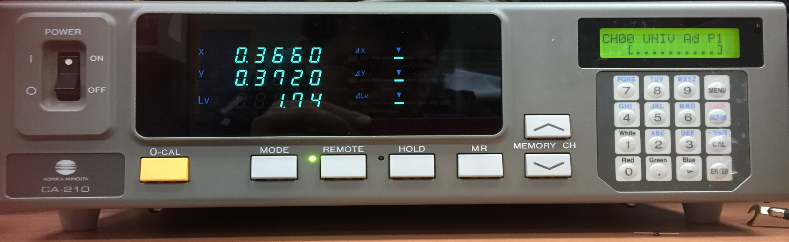 POWER
I
ON
O
OFF
KONICA MINOLTA
CA-210
x 0.3660 Δx
y 0.3720 Δy
Lv 1.74 ΔLv
0-CAL
MODE
REMOTE
HOLD
MR
MEMORY CH
CH00 UNIV Ad P1
[..........]
PQRS TUV WXYZ
7 8 9 MENU
GHI JKL MNO
4 5 6
White ABC DEF
1 2 3 CAL
Red Green Blue
0 . - ENTER